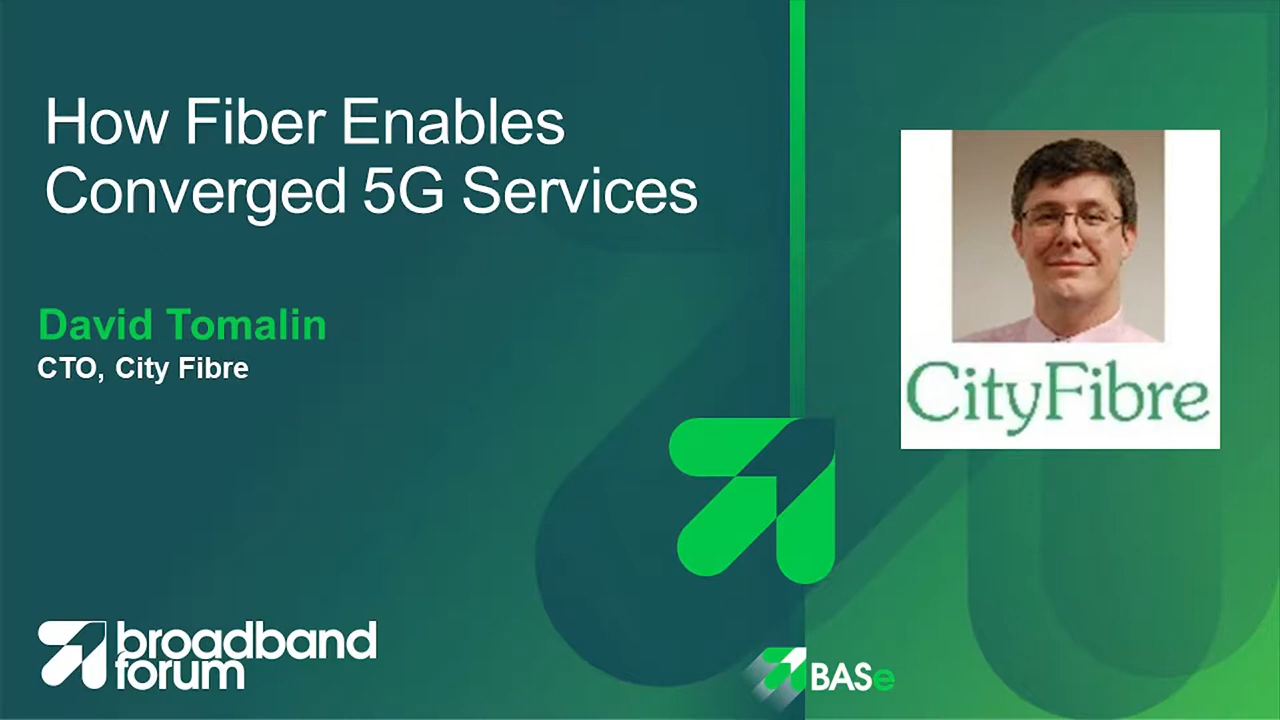 How Fiber Enables
Converged 5G Services
David Tomalin
CTO, City Fibre
CityFibre
broadband
forum
BASe